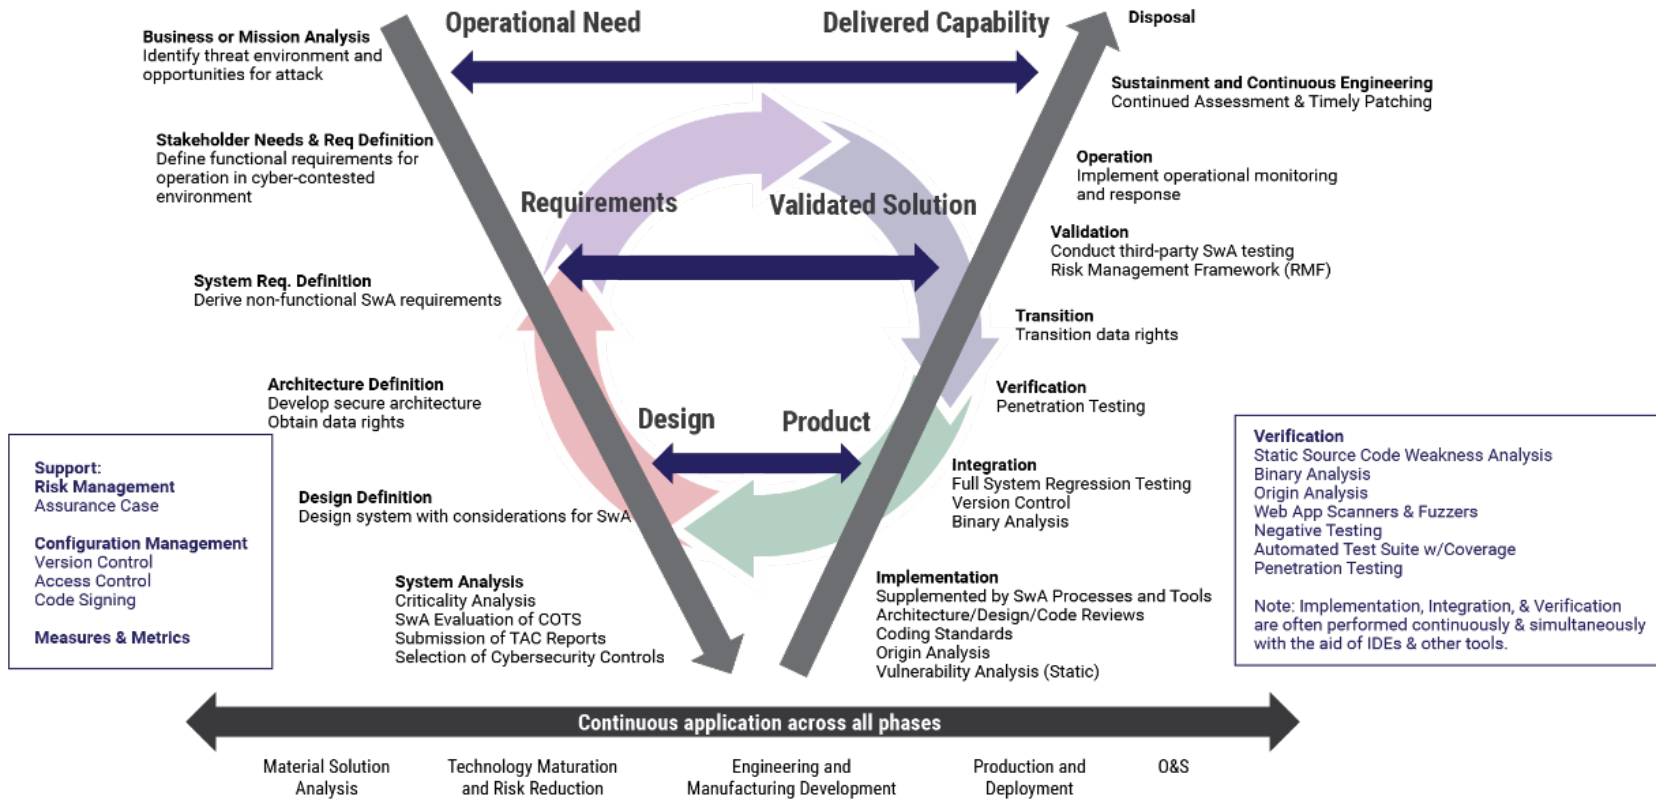 Operational Need
Delivered Capability
Disposal
Business or Mission Analysis
Identify threat environment and
opportunities for attack
Sustainment and Continuous Engineering
Continued Assessment & Timely Patching
Stakeholder Needs & Req Definition
Define functional requirements for
operation in cyber-contested
environment
Operation
Implement operational monitoring
and response
Requirements
Validated Solution
Validation
Conduct third-party SwA testing
Risk Management Framework (RMF)
System Req. Definition
Derive non-functional SwA requirements
Transition
Transition data rights
Architecture Definition
Develop secure architecture
Obtain data rights
Design
Product
Verification
Penetration Testing
Support:
Risk Management
Assurance Case
Configuration Management
Version Control
Access Control
Code Signing
Measures & Metrics
Design Definition
Design system with considerations for SwA
Integration
Full System Regression Testing
Version Control
Binary Analysis
Verification
Static Source Code Weakness Analysis
Binary Analysis
Origin Analysis
Web App Scanners & Fuzzers
Negative Testing
Automated Test Suite w/Coverage
Penetration Testing
Note: Implementation, Integration, & Verification
are often performed continuously & simultaneously
with the aid of IDEs & other tools.
System Analysis
Criticality Analysis
SwA Evaluation of COTS
Submission of TAC Reports
Selection of Cybersecurity Controls
Implementation
Supplemented by SwA Processes and Tools
Architecture/Design/Code Reviews
Coding Standards
Origin Analysis
Vulnerability Analysis (Static)
Continuous application across all phases
Material Solution
Analysis
Technology Maturation
and Risk Reduction
Engineering and
Manufacturing Development
Production and
Deployment
O&S